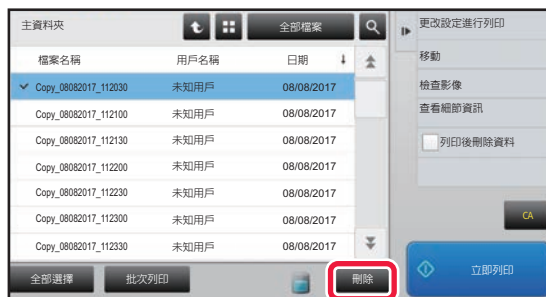 主資料夾 全部檔案
檔案名稱 用戶名稱 日期
Copy_08082017_112030 未知用戶 08/08/2017
Copy_08082017_112100 未知用戶 08/08/2017
Copy_08082017_112130 未知用戶 08/08/2017
Copy_08082017_112200 未知用戶 08/08/2017
Copy_08082017_112230 未知用戶 08/08/2017
Copy_08082017_112300 未知用戶 08/08/2017
Copy_08082017_112330 未知用戶 08/08/2017
全部選擇 批次列印 刪除
更改設定進行列印
移動
檢查影像
查看細節資訊
列印後刪除資料
CA
立即列印